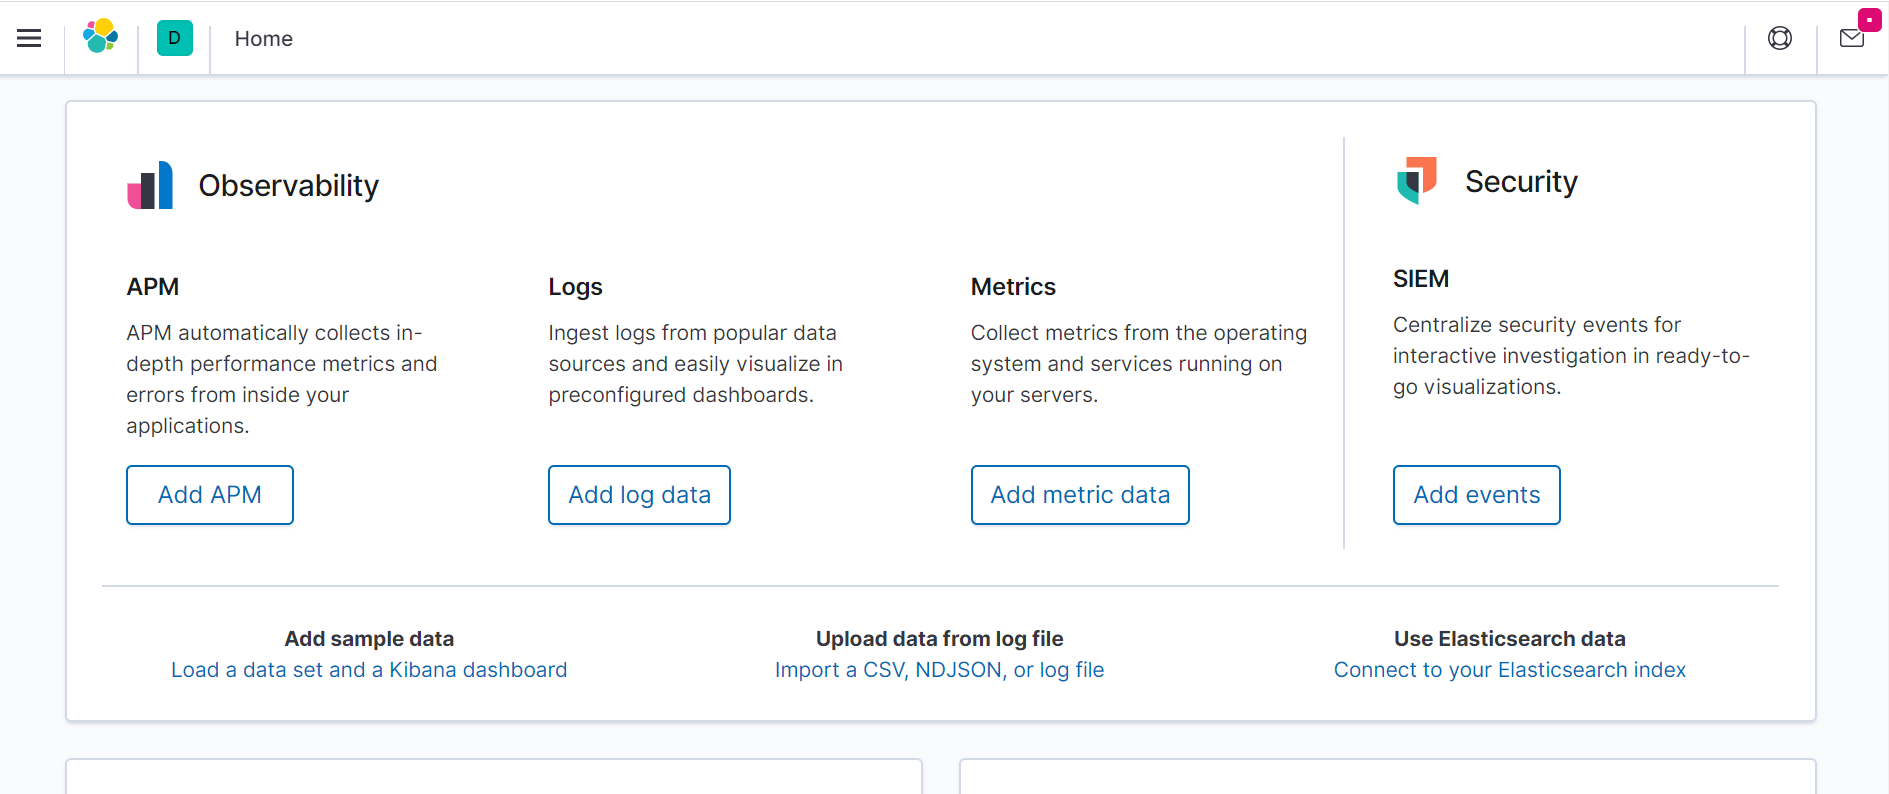 D
Home
Observability
Security
APM
APM automatically collects in-
depth performance metrics and
errors from inside your
applications.
Add APM
Logs
Ingest logs from popular data
sources and easily visualize in
preconfigured dashboards.
Add log data
Metrics
Collect metrics from the operating
system and services running on
your servers.
Add metric data
SIEM
Centralize security events for
interactive investigation in ready-to-
go visualizations.
Add events
Add sample data
Load a data set and a Kibana dashboard
Upload data from log file
Import a CSV, NDJSON, or log file
Use Elasticsearch data
Connect to your Elasticsearch index